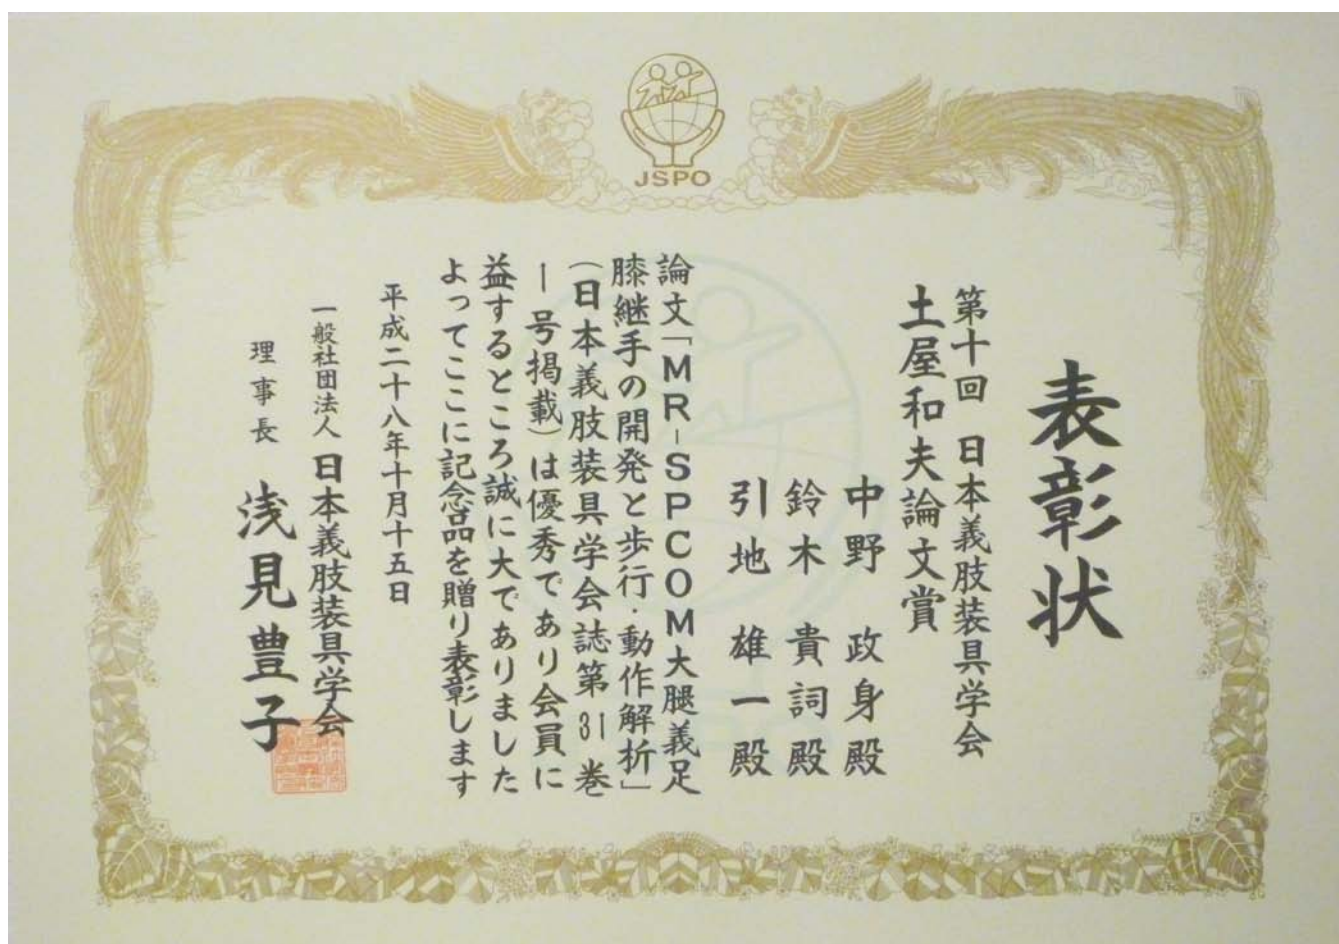 JSPO
表彰状
第十回 日本義肢装具学会
土屋和夫論文賞
中野 政身殿
鈴木 貴詞殿
引地 雄一殿
論文「MR-SPCOM大腿義足
膝継手の開発と歩行・動作解析」
(日本義肢装具学会誌第31巻
1号掲載)は優秀であり会員に
益するところ誠に大でありました
よってここに記念品を贈り表彰します
平成二十八年十月十五日
一般社団法人 日本義肢装具学会
理事長 浅見豊子